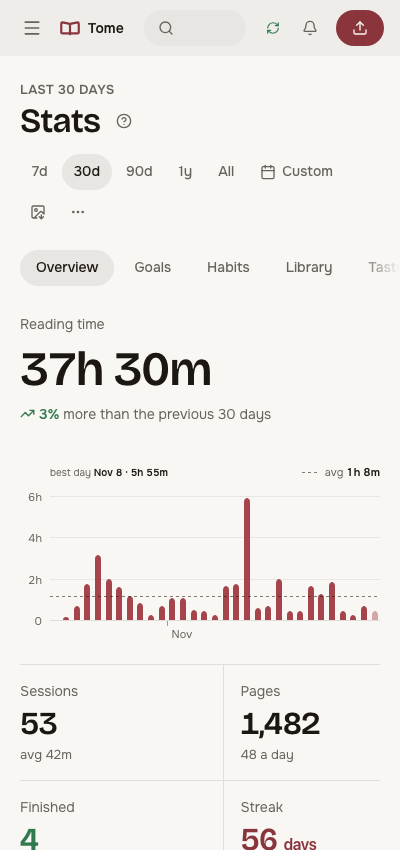 Tome
LAST 30 DAYS
Stats
7d 30d 90d 1y All Custom
Overview Goals Habits Library
Reading time
37h 30m
3% more than the previous 30 days
best day Nov 8 · 5h 55m avg 1h 8m
6h
4h
2h
0
Nov
Sessions
53
avg 42m
Pages
1,482
48 a day
Finished
4
Streak
56 days